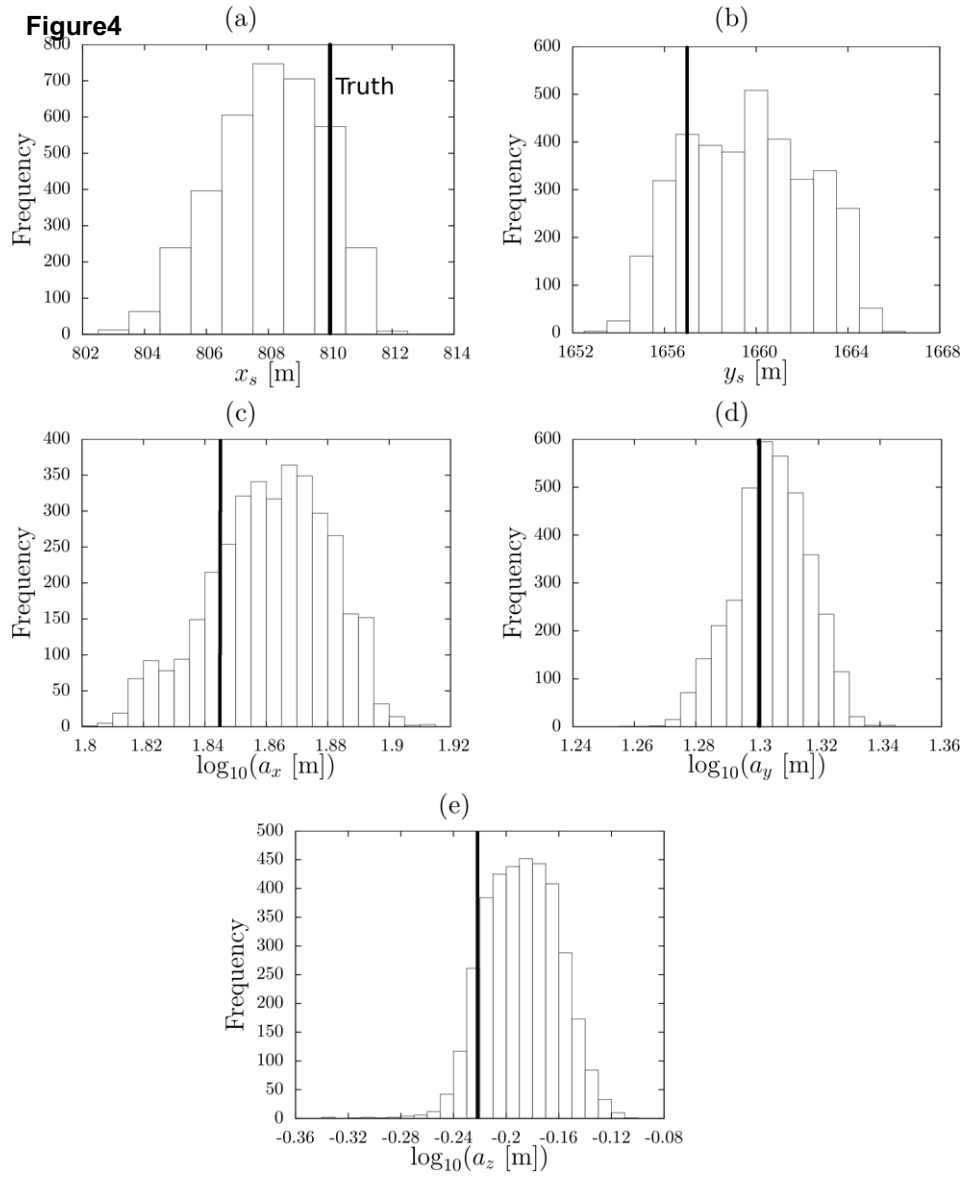 Figure4
(a)
800
700
600
500
400
300
200
100
0
Frequency
Truth
802 804 806 808 810 812 814
x_s [m]
(b)
600
500
400
300
200
100
0
Frequency
1652 1656 1660 1664 1668
y_s [m]
(c)
400
350
300
250
200
150
100
50
0
Frequency
1.8 1.82 1.84 1.86 1.88 1.9 1.92
log₁₀(a_x [m])
(d)
600
500
400
300
200
100
0
Frequency
1.24 1.26 1.28 1.3 1.32 1.34 1.36
log₁₀(a_y [m])
(e)
500
450
400
350
300
250
200
150
100
50
0
Frequency
-0.36 -0.32 -0.28 -0.24 -0.2 -0.16 -0.12 -0.08
log₁₀(a_z [m])